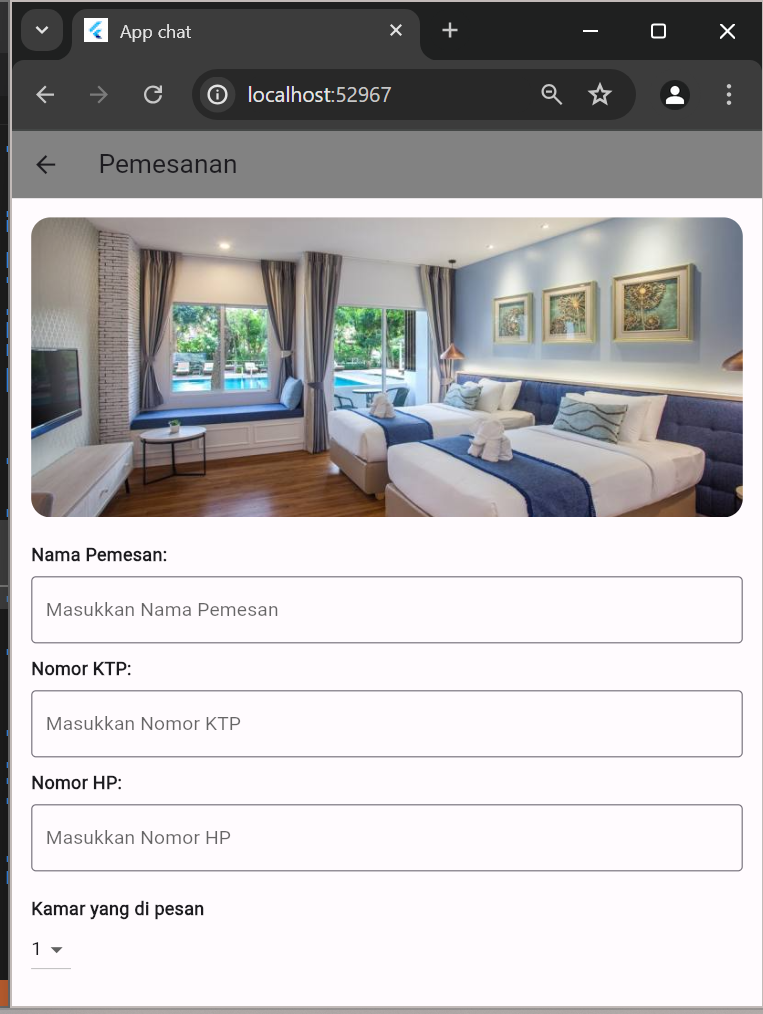 App chat
localhost:52967
Pemesanan
Nama Pemesan:
Masukkan Nama Pemesan
Nomor KTP:
Masukkan Nomor KTP
Nomor HP:
Masukkan Nomor HP
Kamar yang di pesan
1